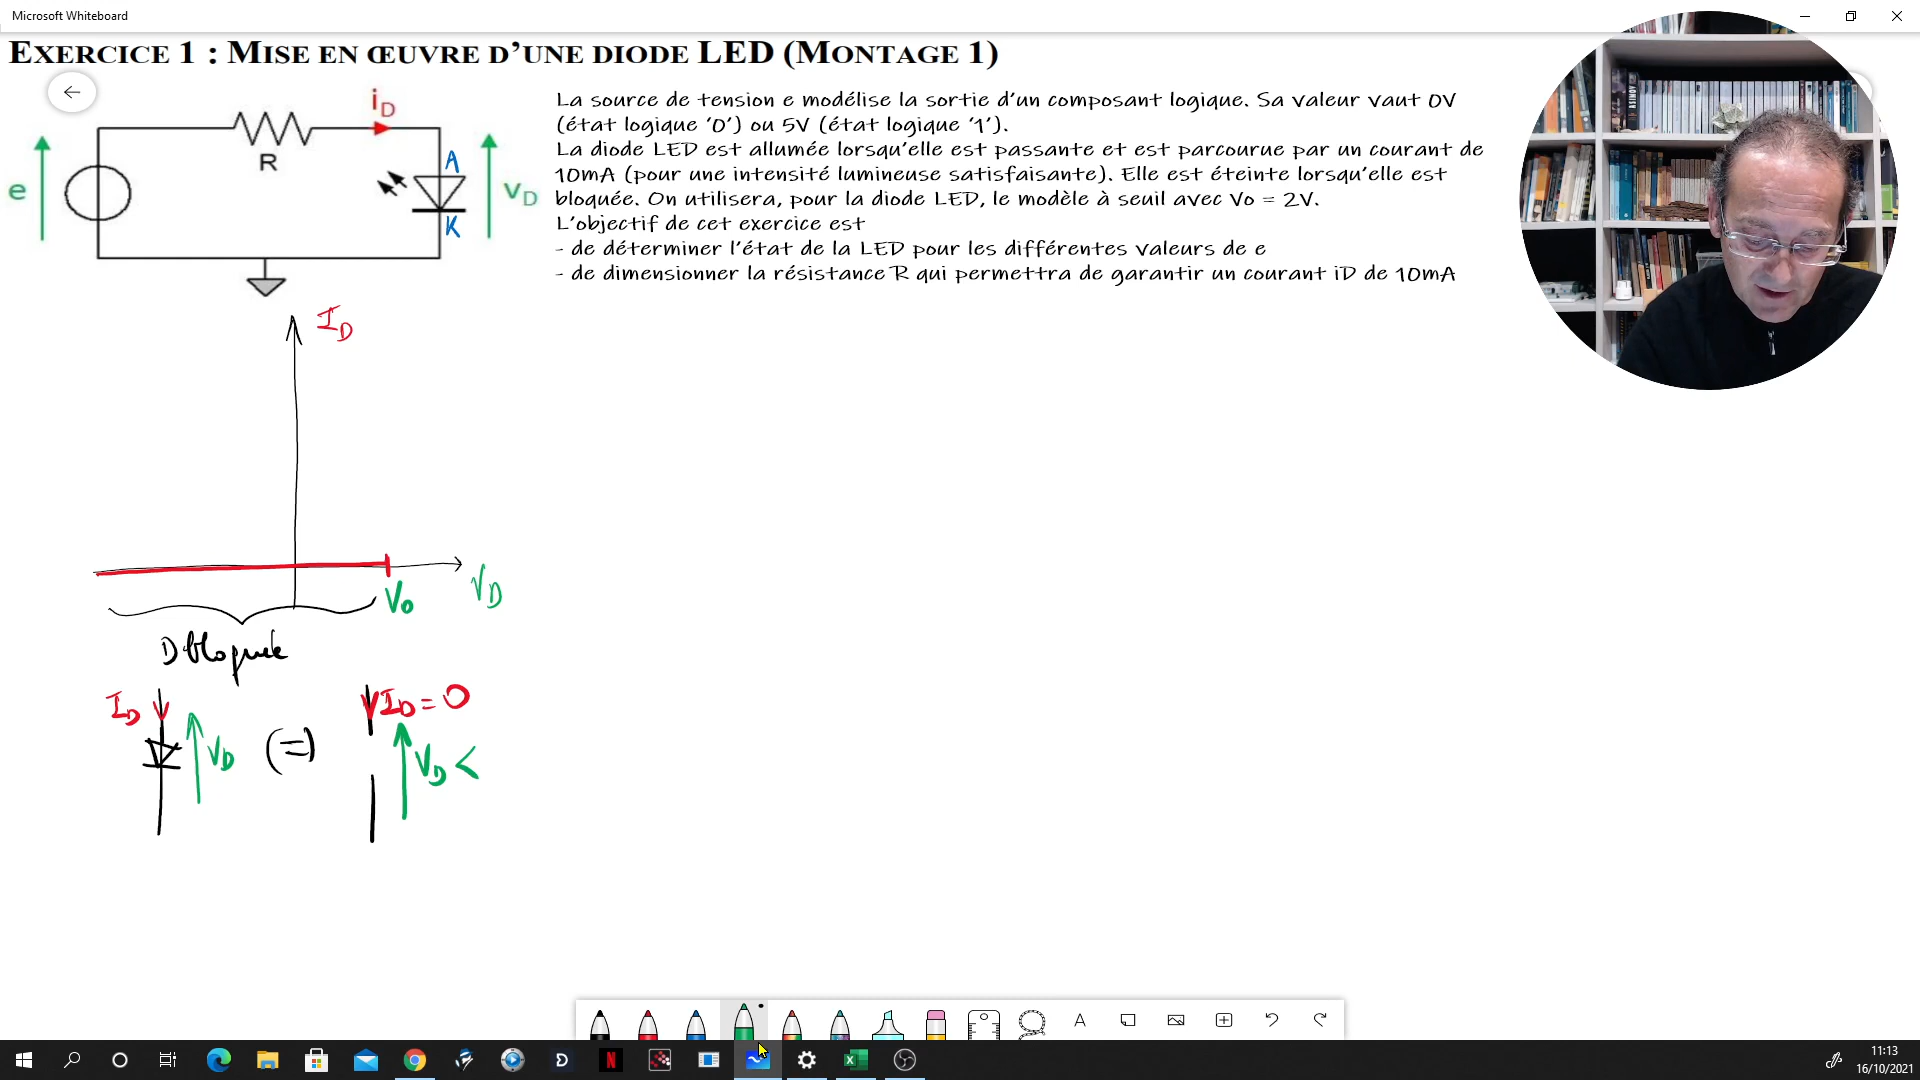 Microsoft Whiteboard
EXERCICE 1 : MISE EN ŒUVRE D'UNE DIODE LED (MONTAGE 1)
iD
R
A
e
vD
K
La source de tension e modélise la sortie d'un composant logique. Sa valeur vaut 0V
(état logique '0') ou 5V (état logique '1').
La diode LED est allumée lorsqu'elle est passante et est parcourue par un courant de
10mA (pour une intensité lumineuse satisfaisante). Elle est éteinte lorsqu'elle est
bloquée. On utilisera, pour la diode LED, le modèle à seuil avec Vo = 2V.
L'objectif de cet exercice est
- de déterminer l'état de la LED pour les différentes valeurs de e
- de dimensionner la résistance R qui permettra de garantir un courant iD de 10mA
ID
VD
Vo
D bloquée
ID
VD
(=)
ID = 0
VD <
A
11:13
16/10/2021